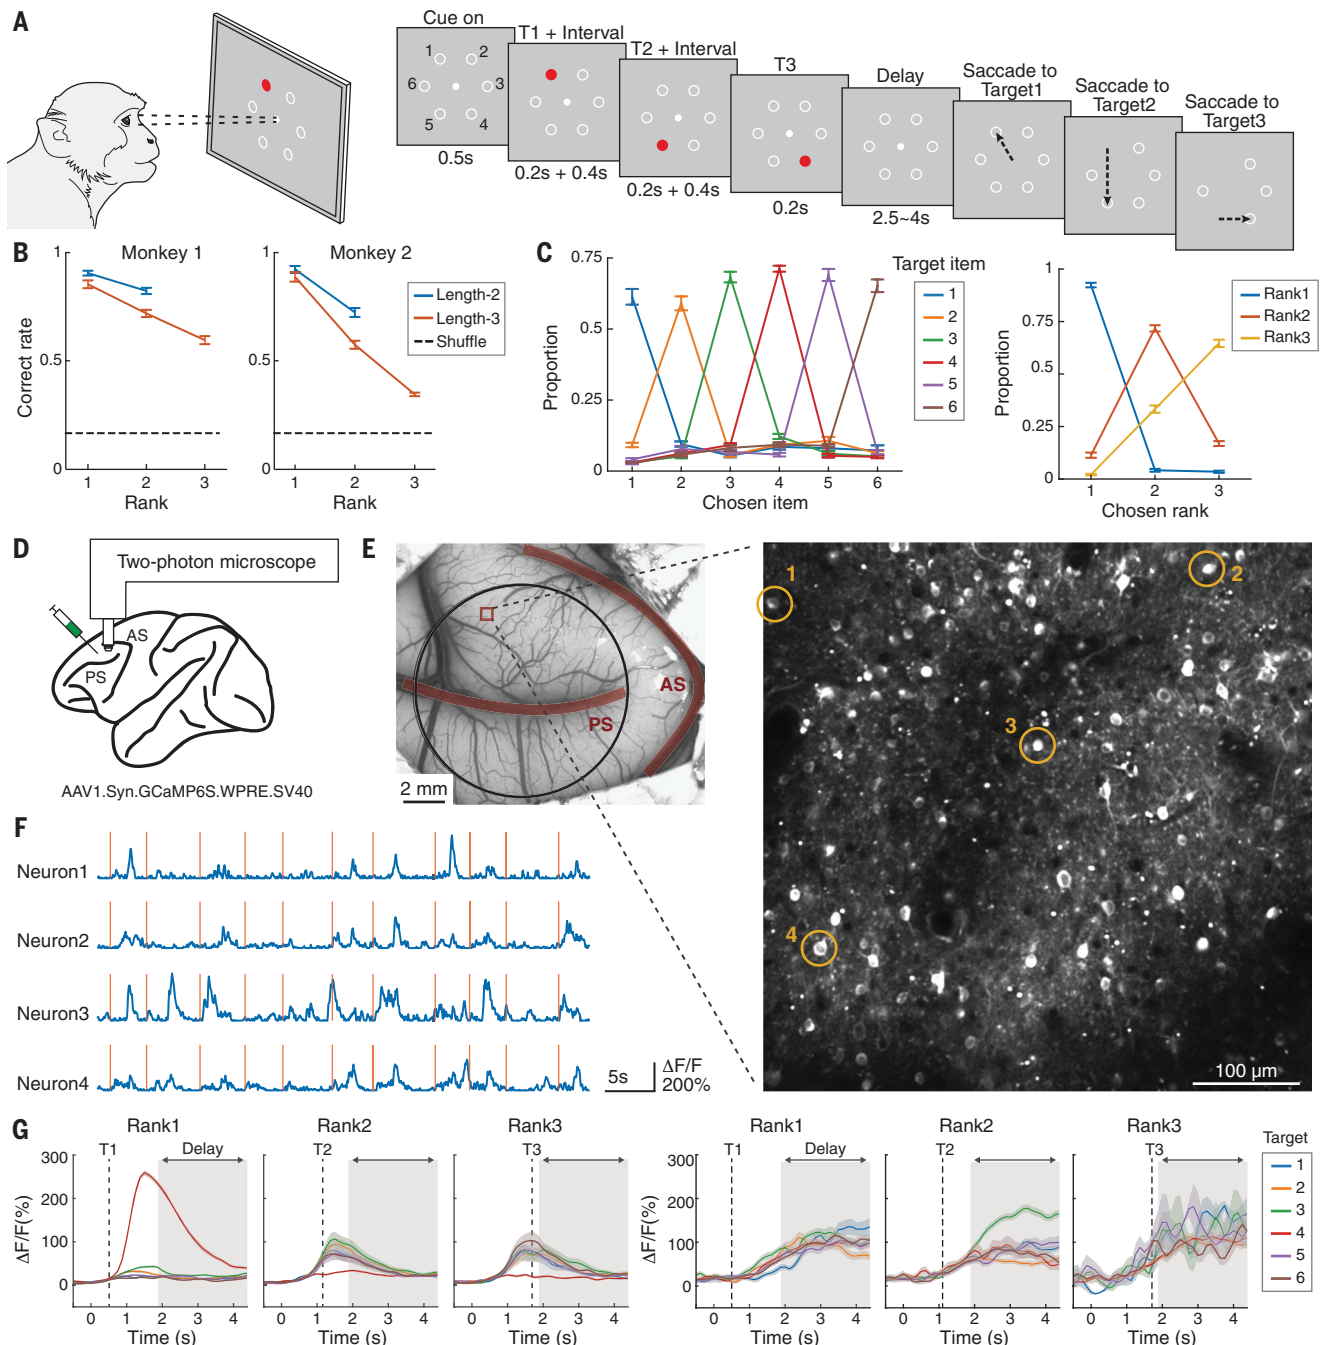 A
Cue on
T1 + Interval
T2 + Interval
T3
Delay
Saccade to
Target1
Saccade to
Target2
Saccade to
Target3
1 2
6 3
5 4
0.5s
0.2s + 0.4s
0.2s + 0.4s
0.2s
2.5~4s
B
Monkey 1
Monkey 2
Correct rate
1
0.5
0
1 2 3
Rank
1
0.5
0
1 2 3
Rank
Length-2
Length-3
Shuffle
C
Proportion
0.75
0.5
0.25
0
1 2 3 4 5 6
Chosen item
Target item
1
2
3
4
5
6
Proportion
1
0.75
0.5
0.25
0
1 2 3
Chosen rank
Rank1
Rank2
Rank3
D
Two-photon microscope
AS
PS
AAV1.Syn.GCaMP6S.WPRE.SV40
E
AS
PS
2 mm
1
2
3
4
100 µm
F
Neuron1
Neuron2
Neuron3
Neuron4
5s
ΔF/F
200%
G
Rank1
Rank2
Rank3
T1
Delay
T2
T3
ΔF/F(%)
300
200
100
0
0 1 2 3 4
Time (s)
0 1 2 3 4
Time (s)
0 1 2 3 4
Time (s)
Rank1
Rank2
Rank3
T1
Delay
T2
T3
ΔF/F(%)
300
200
100
0
0 1 2 3 4
Time (s)
0 1 2 3 4
Time (s)
0 1 2 3 4
Time (s)
Target
1
2
3
4
5
6